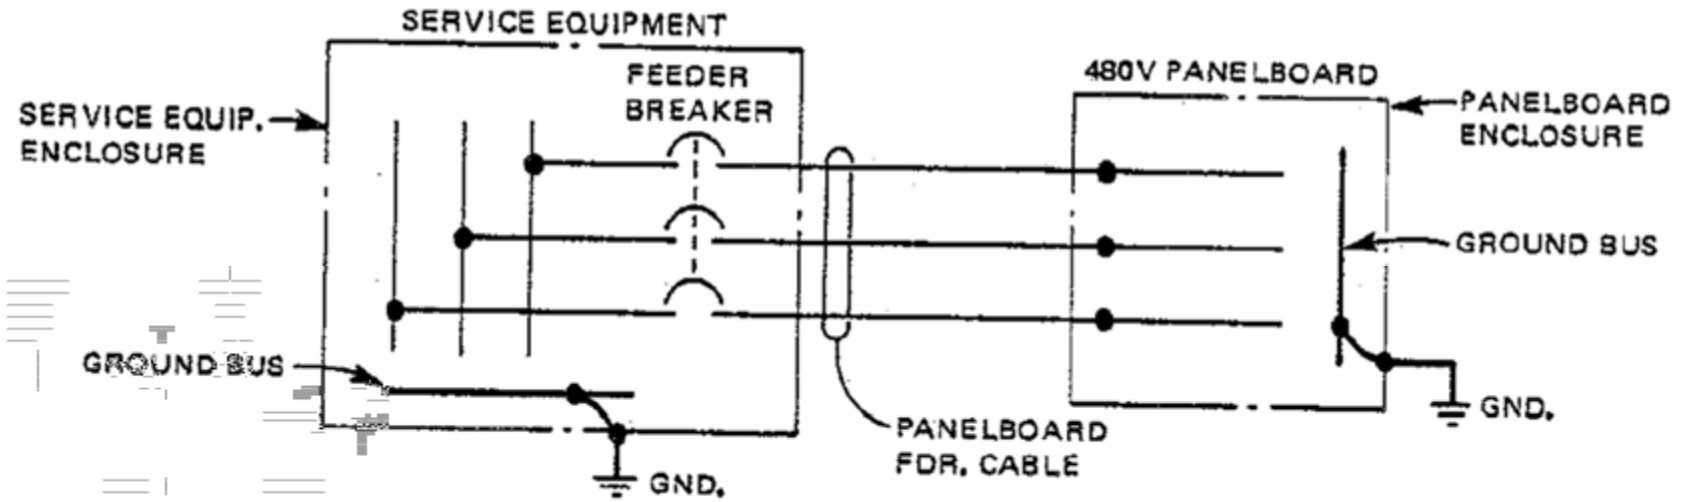 SERVICE EQUIPMENT
FEEDER
BREAKER
480V PANELBOARD
SERVICE EQUIP.
ENCLOSURE
PANELBOARD
ENCLOSURE
GROUND BUS
GROUND BUS
PANELBOARD
FDR. CABLE
GND.
GND.